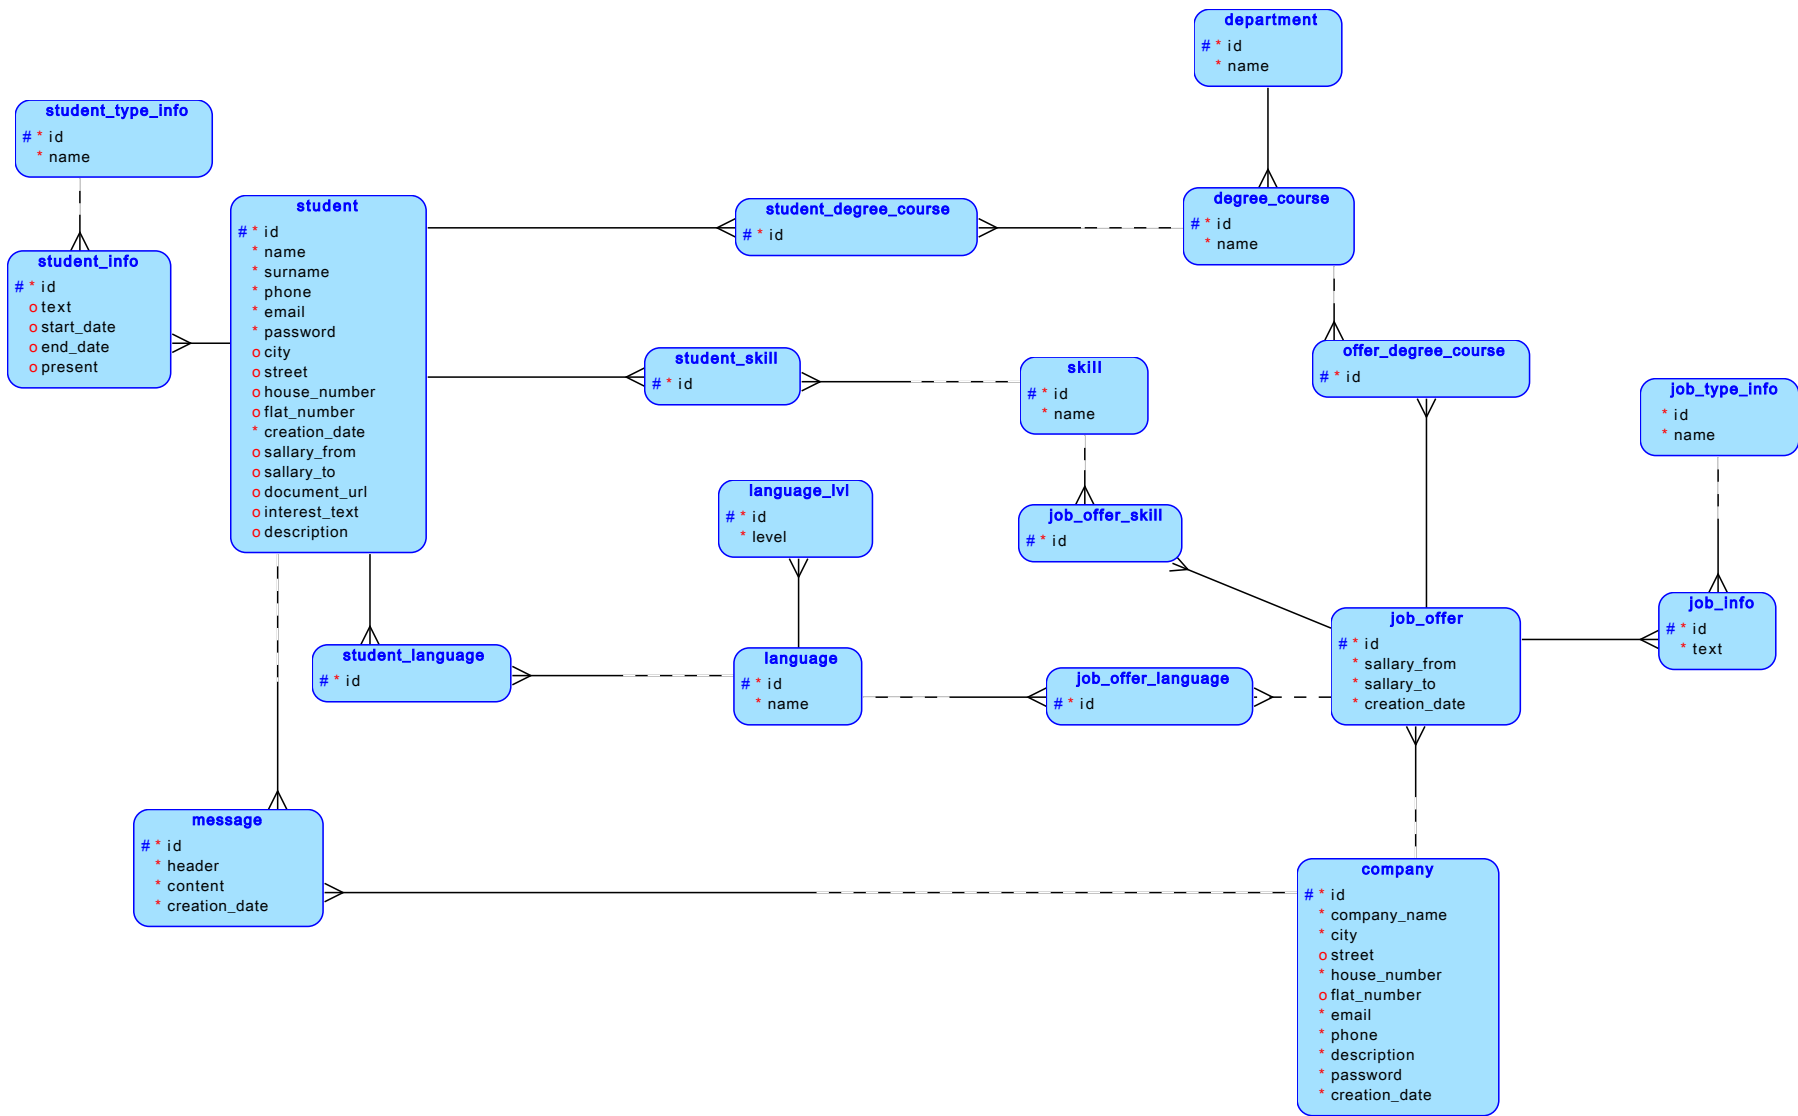 department
# * id
* name
student_type_info
# * id
* name
student
# * id
* name
* surname
* phone
* email
* password
o city
o street
o house_number
o flat_number
* creation_date
o sallary_from
o sallary_to
o document_url
o interest_text
o description
student_degree_course
# * id
degree_course
# * id
* name
student_info
# * id
o text
o start_date
o end_date
o present
student_skill
# * id
skill
# * id
* name
offer_degree_course
# * id
job_type_info
* id
* name
language_lvl
# * id
* level
job_offer_skill
# * id
job_info
# * id
* text
job_offer
# * id
* sallary_from
* sallary_to
* creation_date
student_language
# * id
language
# * id
* name
job_offer_language
# * id
message
# * id
* header
* content
* creation_date
company
# * id
* company_name
* city
o street
* house_number
o flat_number
* email
* phone
* description
* password
* creation_date